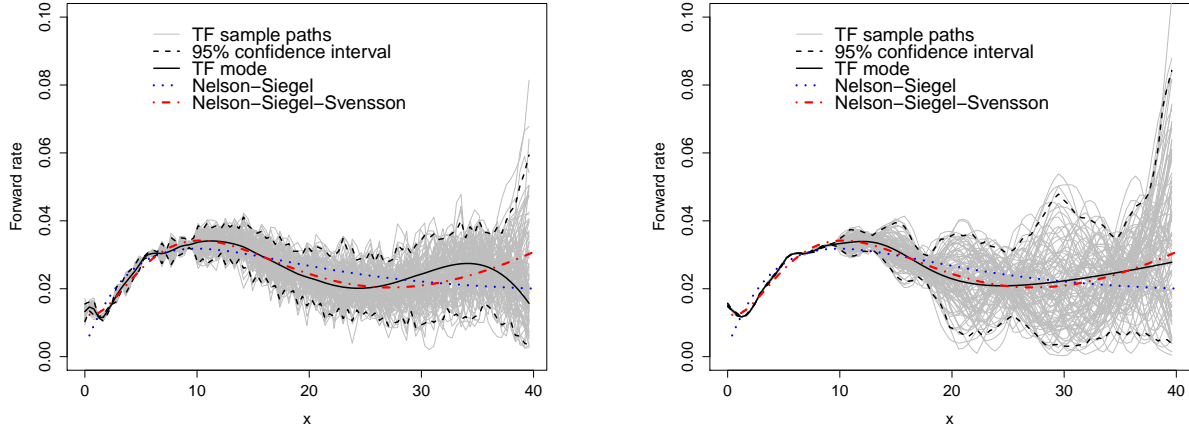 0.10
0.08
0.06
0.04
0.02
0.00
Forward rate
TF sample paths
95% confidence interval
TF mode
Nelson−Siegel
Nelson−Siegel−Svensson
0 10 20 30 40
x
0.10
0.08
0.06
0.04
0.02
0.00
Forward rate
TF sample paths
95% confidence interval
TF mode
Nelson−Siegel
Nelson−Siegel−Svensson
0 10 20 30 40
x